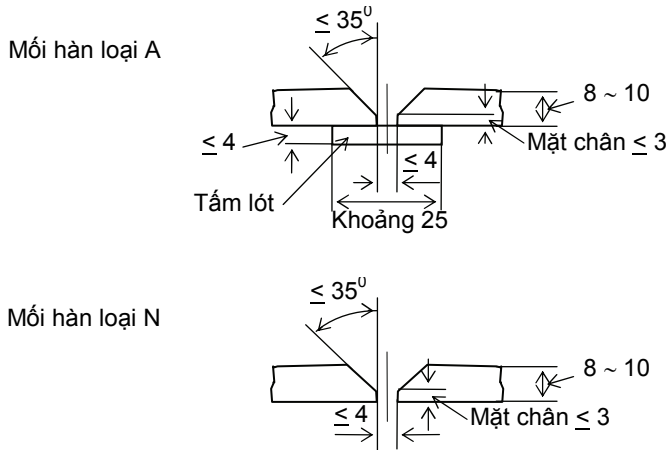 ≤ 35⁰
Mối hàn loại A
8 ~ 10
≤ 4
Mặt chân ≤ 3
≤ 4
Tấm lót
Khoảng 25
≤ 35⁰
Mối hàn loại N
8 ~ 10
≤ 4
Mặt chân ≤ 3